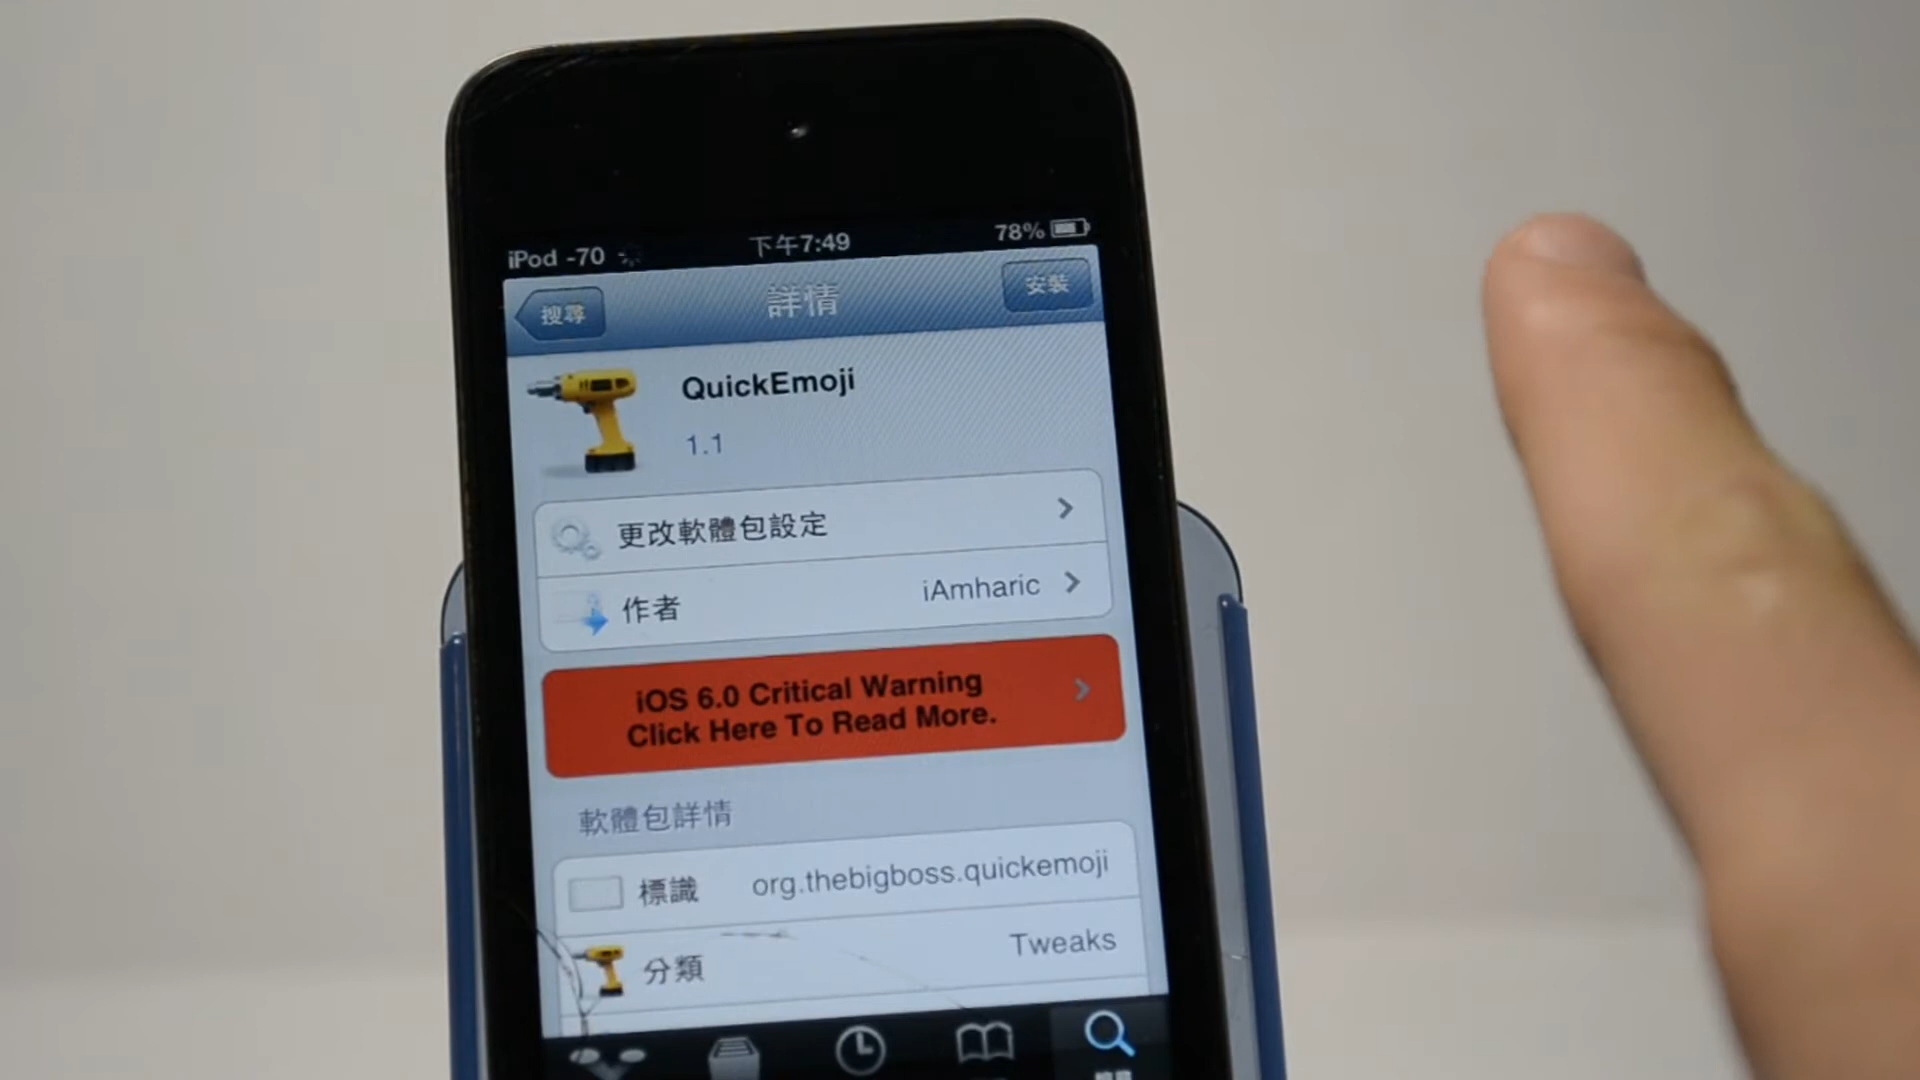 iPod -70
下午7:49
78%
搜尋
詳情
安裝
QuickEmoji
1.1
更改軟體包設定
作者
iAmharic
iOS 6.0 Critical Warning
Click Here To Read More.
軟體包詳情
標識
org.thebigboss.quickemoji
分類
Tweaks